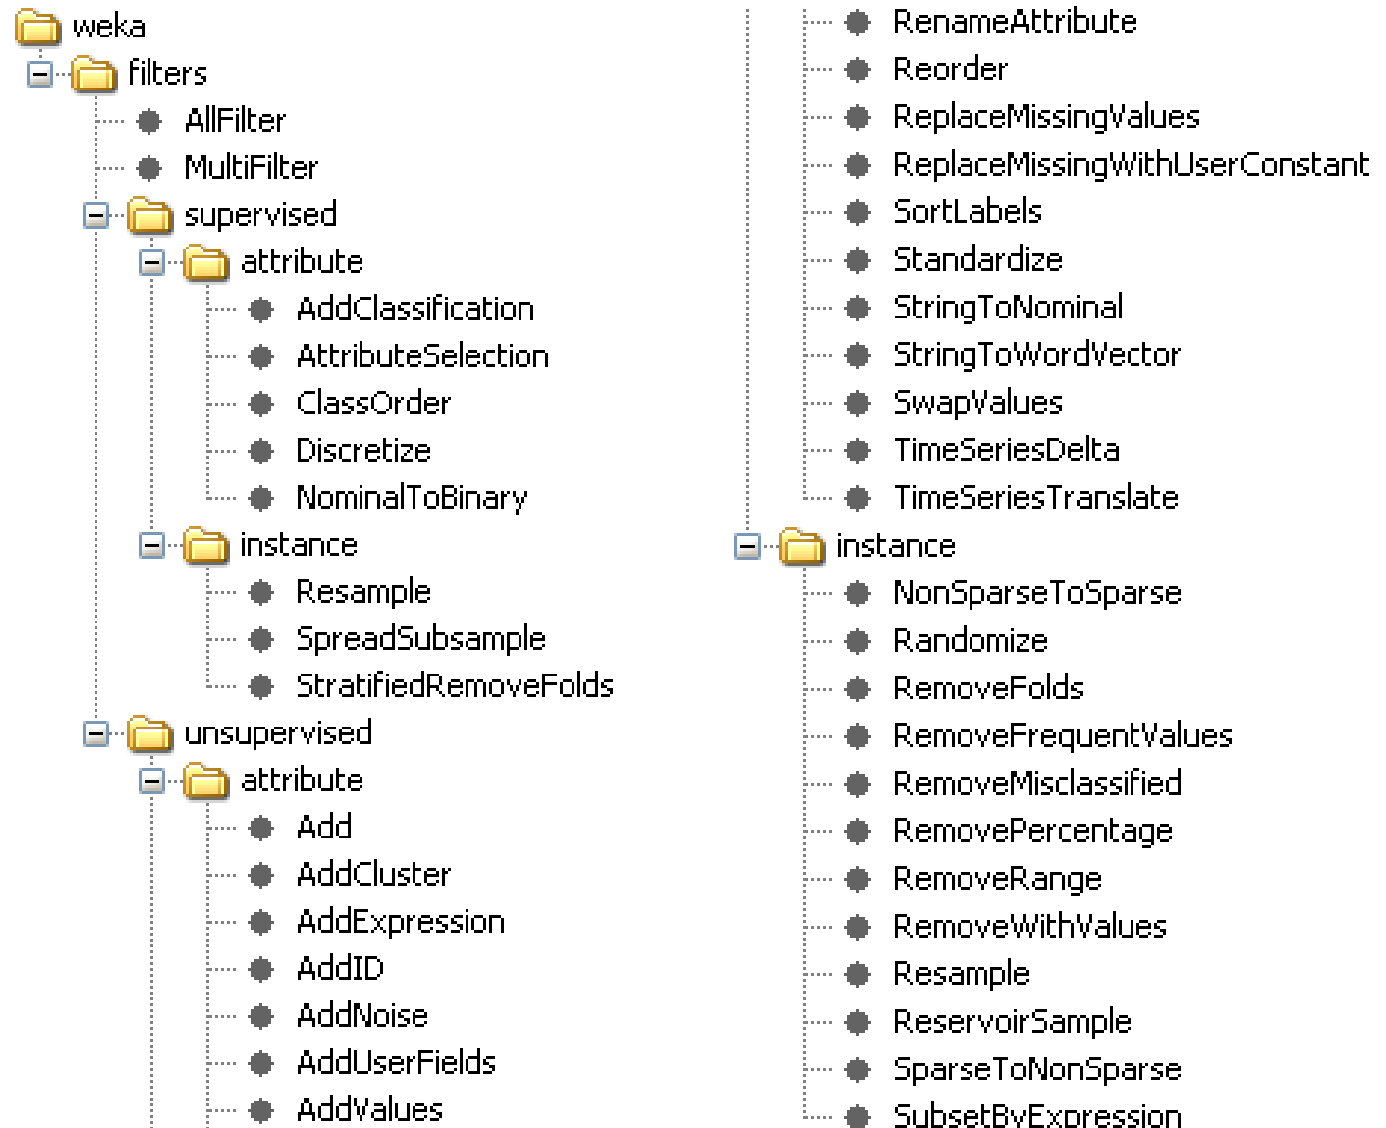 weka
filters
AllFilter
MultiFilter
supervised
attribute
AddClassification
AttributeSelection
ClassOrder
Discretize
NominalToBinary
instance
Resample
SpreadSubsample
StratifiedRemoveFolds
unsupervised
attribute
Add
AddCluster
AddExpression
AddID
AddNoise
AddUserFields
AddValues
RenameAttribute
Reorder
ReplaceMissingValues
ReplaceMissingWithUserConstant
SortLabels
Standardize
StringToNominal
StringToWordVector
SwapValues
TimeSeriesDelta
TimeSeriesTranslate
instance
NonSparseToSparse
Randomize
RemoveFolds
RemoveFrequentValues
RemoveMisclassified
RemovePercentage
RemoveRange
RemoveWithValues
Resample
ReservoirSample
SparseToNonSparse
SubsetByExpression